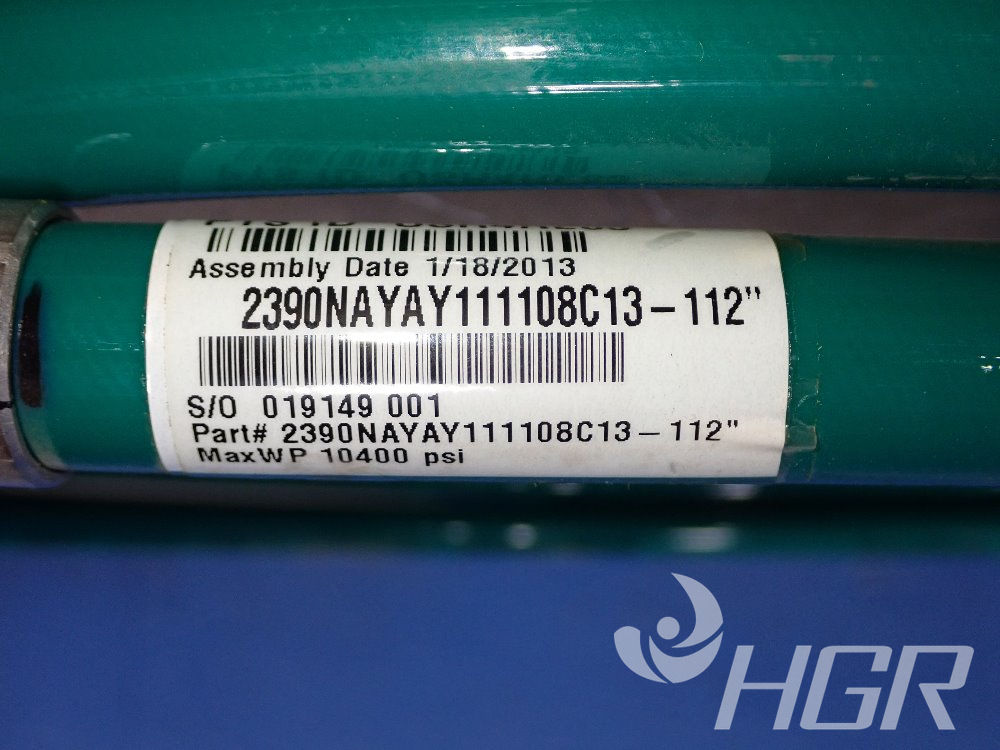 Assembly Date 1/18/2013
2390NAYAY111108C13-112"
S/O 019149 001
Part# 2390NAYAY111108C13-112"
MaxWP 10400 psi
HGR